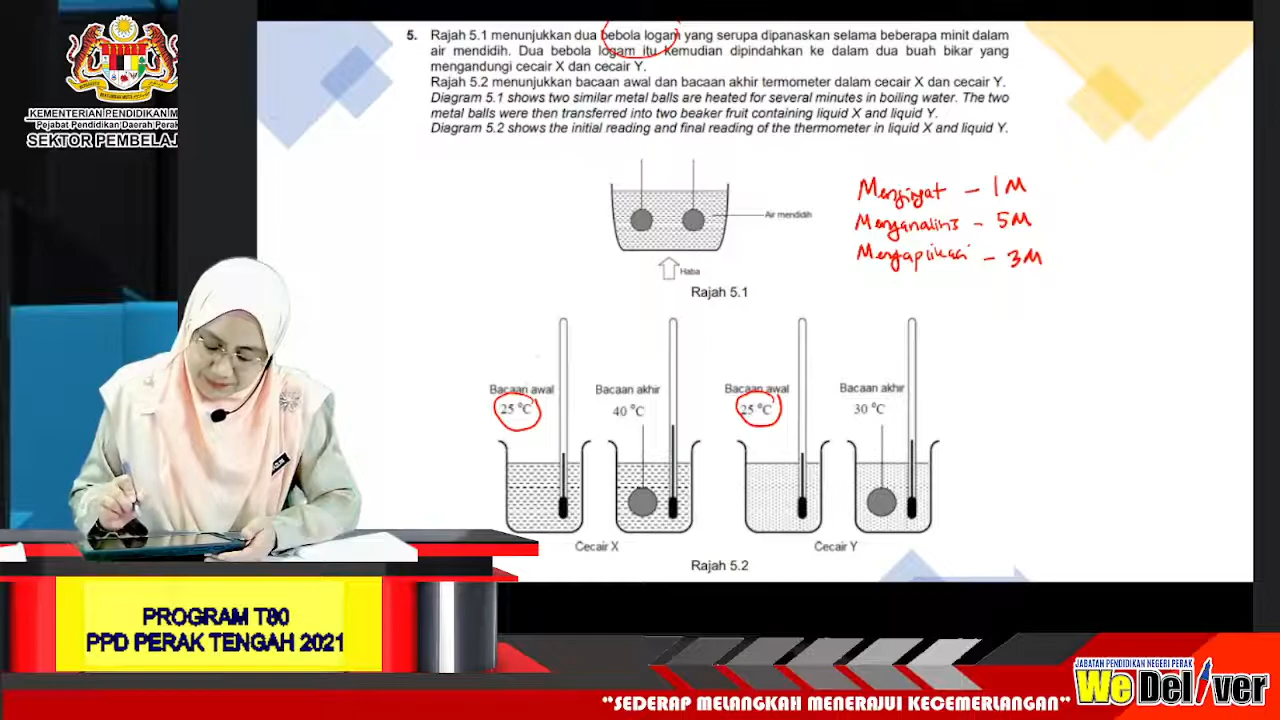 KEMENTERIAN PENDIDIKAN M
Pejabat Pendidikan Daerah Perak
SEKTOR PEMBELAJ
5. Rajah 5.1 menunjukkan dua bebola logam yang serupa dipanaskan selama beberapa minit dalam
air mendidih. Dua bebola logam itu kemudian dipindahkan ke dalam dua buah bikar yang
mengandungi cecair X dan cecair Y.
Rajah 5.2 menunjukkan bacaan awal dan bacaan akhir termometer dalam cecair X dan cecair Y.
Diagram 5.1 shows two similar metal balls are heated for several minutes in boiling water. The two
metal balls were then transferred into two beaker fruit containing liquid X and liquid Y.
Diagram 5.2 shows the initial reading and final reading of the thermometer in liquid X and liquid Y.
Air mendidih
Haba
Rajah 5.1
Mengingat - 1M
Menganalisis - 5M
Mengaplikasi - 3M
Bacaan awal Bacaan akhir Bacaan awal Bacaan akhir
25 °C 40 °C 25 °C 30 °C
Cecair X Cecair Y
Rajah 5.2
PROGRAM T80
PPD PERAK TENGAH 2021
JABATAN PENDIDIKAN NEGERI PERAK
We Deliver
"SEDERAP MELANGKAH MENERAJUI KECEMERLANGAN"